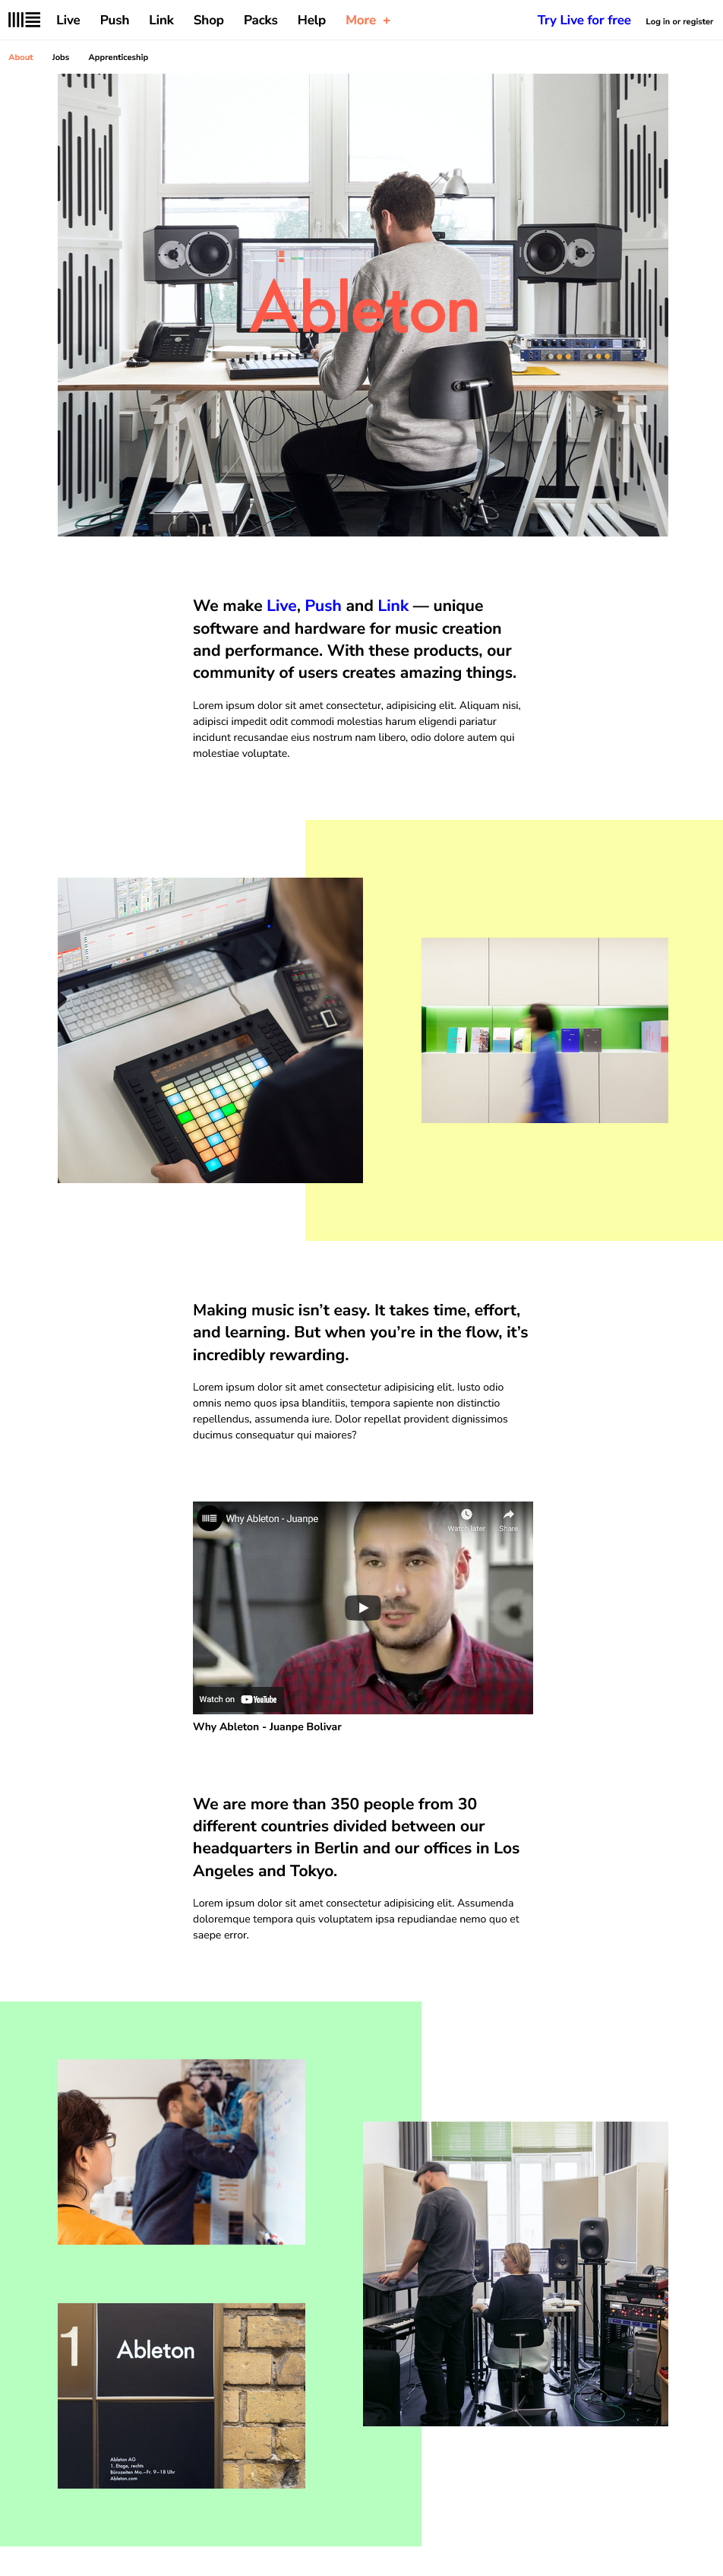 Live Push Link Shop Packs Help More + Try Live for free Log in or register
About Jobs Apprenticeship
Ableton
We make Live, Push and Link — unique
software and hardware for music creation
and performance. With these products, our
community of users creates amazing things.
Lorem ipsum dolor sit amet consectetur, adipisicing elit. Aliquam nisi,
adipisci impedit odit commodi molestias harum eligendi pariatur
incidunt recusandae eius nostrum nam libero, odio dolore autem qui
molestiae voluptate.
Making music isn’t easy. It takes time, effort,
and learning. But when you’re in the flow, it’s
incredibly rewarding.
Lorem ipsum dolor sit amet consectetur adipisicing elit. Iusto odio
omnis nemo quos ipsa blanditiis, tempora sapiente non distinctio
repellendus, assumenda iure. Dolor repellat provident dignissimos
ducimus consequatur qui maiores?
Why Ableton - Juanpe
Watch later Share
Watch on YouTube
Why Ableton - Juanpe Bolivar
We are more than 350 people from 30
different countries divided between our
headquarters in Berlin and our offices in Los
Angeles and Tokyo.
Lorem ipsum dolor sit amet consectetur adipisicing elit. Assumenda
doloremque tempora quis voluptatem ipsa repudiandae nemo quo et
saepe error.
1 Ableton
Ableton AG
1. Etage, rechts
Bürozeiten Mo.–Fr. 9–18 Uhr
Ableton.com